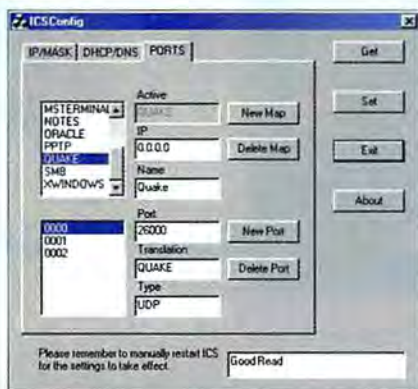 ICSConfig
IP/MASK DHCP/DNS PORTS
Get
Set
Exit
About
Active
QUAKE
New Map
IP
0.0.0.0
Delete Map
Name
Quake
MSTERMINAL
NOTES
ORACLE
PPTP
QUAKE
SMB
XWINDOWS
Port
26000
New Port
Translation
QUAKE
Delete Port
Type
UDP
0000
0001
0002
Please remember to manually restart ICS
for the settings to take effect.
Good Read